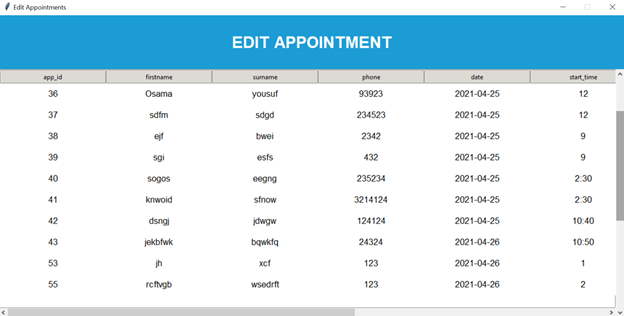 Edit Appointments
EDIT APPOINTMENT
app_id firstname surname phone date start_time
36 Osama yousuf 93923 2021-04-25 12
37 sdfm sdgd 234523 2021-04-25 12
38 ejf bwei 2342 2021-04-25 9
39 sgi esfs 432 2021-04-25 9
40 sogos eegng 235234 2021-04-25 2:30
41 knwoid sfnow 3214124 2021-04-25 2:30
42 dsngj jdwgw 124124 2021-04-25 10:40
43 jekbfwk bqwkfq 24324 2021-04-26 10:50
53 jh xcf 123 2021-04-26 1
55 rcftvgb wsedrft 123 2021-04-26 2